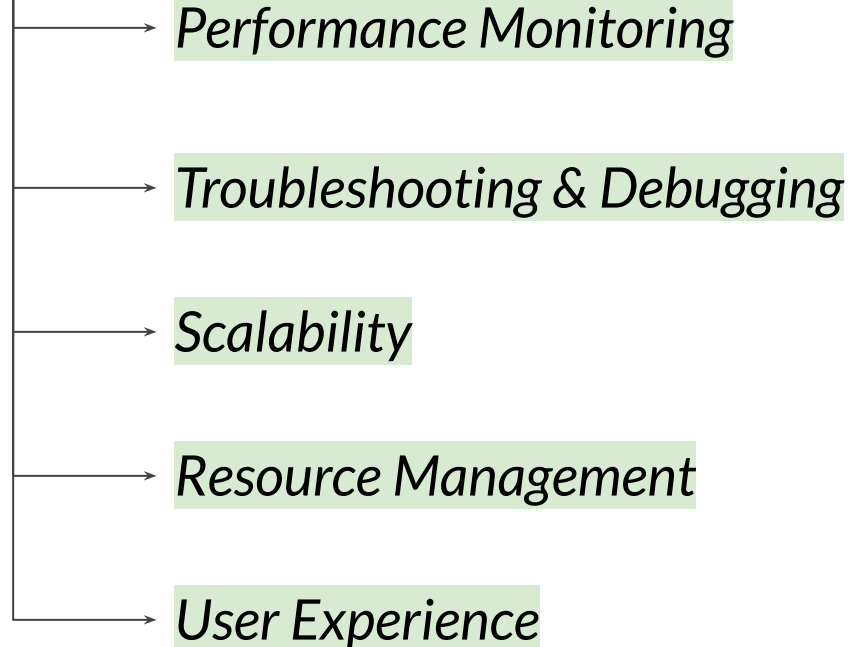 Performance Monitoring
Troubleshooting & Debugging
Scalability
Resource Management
User Experience